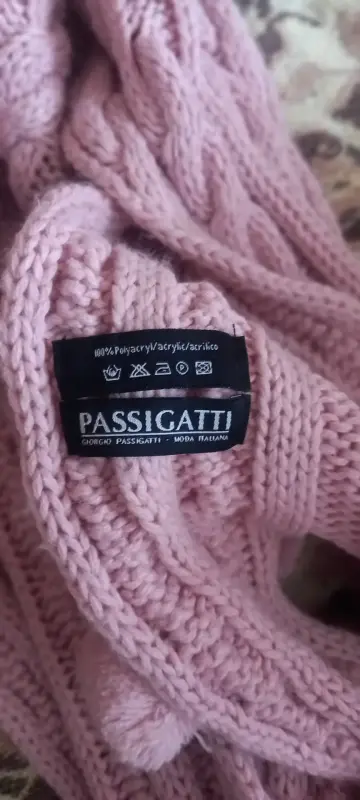 100% Polyacryl/acrylic/acrilico
PASSIGATTI
GIORGIO PASSIGATTI - MODA ITALIANA